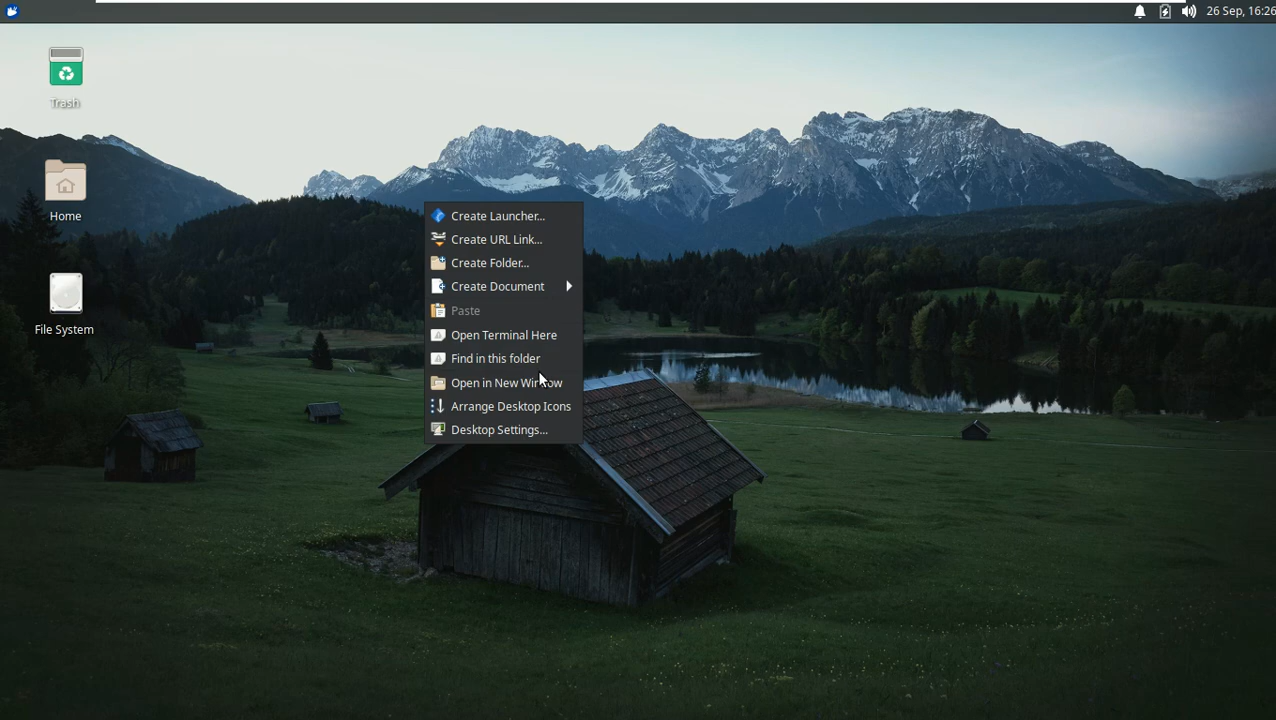 26 Sep, 16:26
Trash
Home
File System
Create Launcher...
Create URL Link...
Create Folder...
Create Document
Paste
Open Terminal Here
Find in this folder
Open in New Window
Arrange Desktop Icons
Desktop Settings...